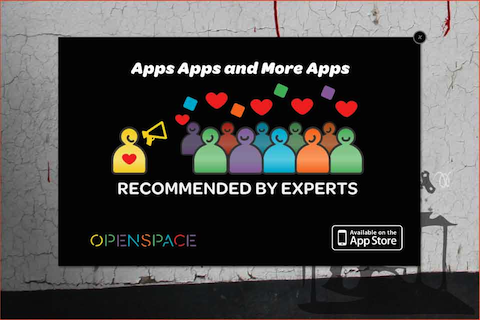 Apps Apps and More Apps
RECOMMENDED BY EXPERTS
OPENSPACE
Available on the
App Store